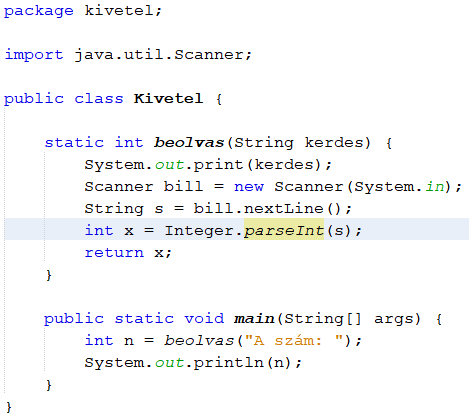 package kivetel;
import java.util.Scanner;
public class Kivetel {
static int beolvas(String kerdes) {
System.out.print(kerdes);
Scanner bill = new Scanner(System.in);
String s = bill.nextLine();
int x = Integer.parseInt(s);
return x;
}
public static void main(String[] args) {
int n = beolvas("A szám: ");
System.out.println(n);
}
}